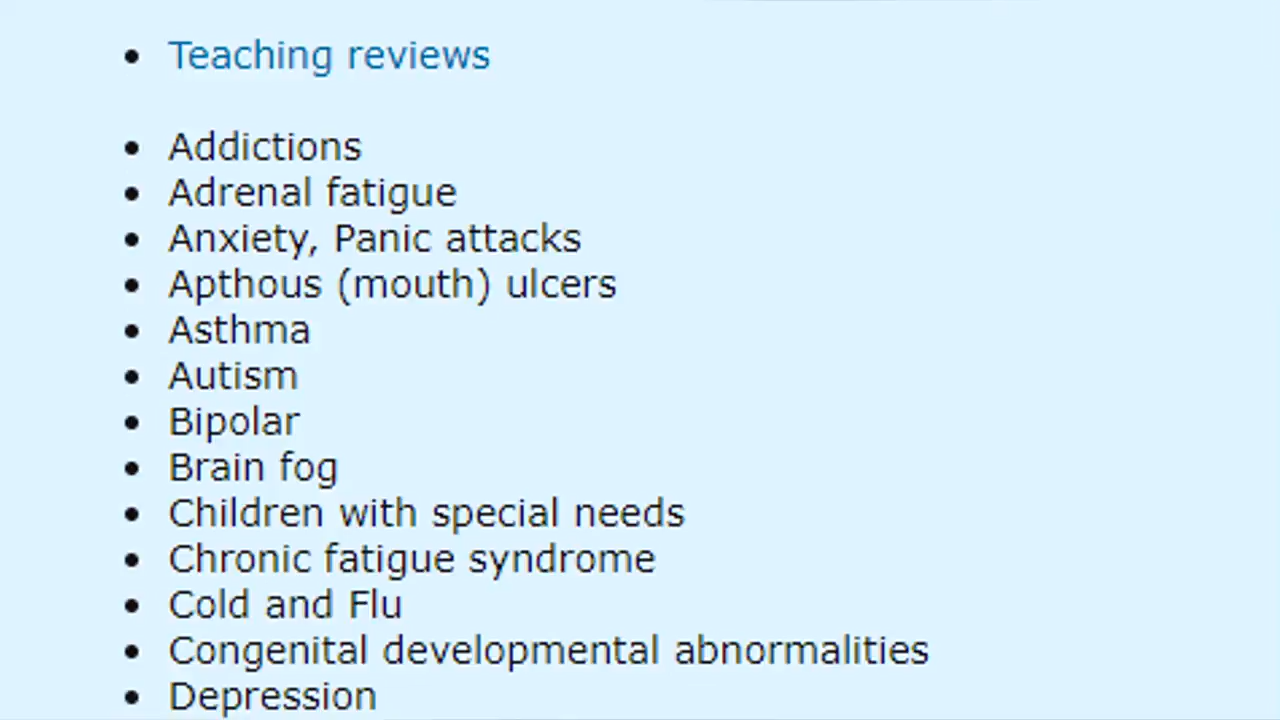 Teaching reviews
Addictions
Adrenal fatigue
Anxiety, Panic attacks
Apthous (mouth) ulcers
Asthma
Autism
Bipolar
Brain fog
Children with special needs
Chronic fatigue syndrome
Cold and Flu
Congenital developmental abnormalities
Depression